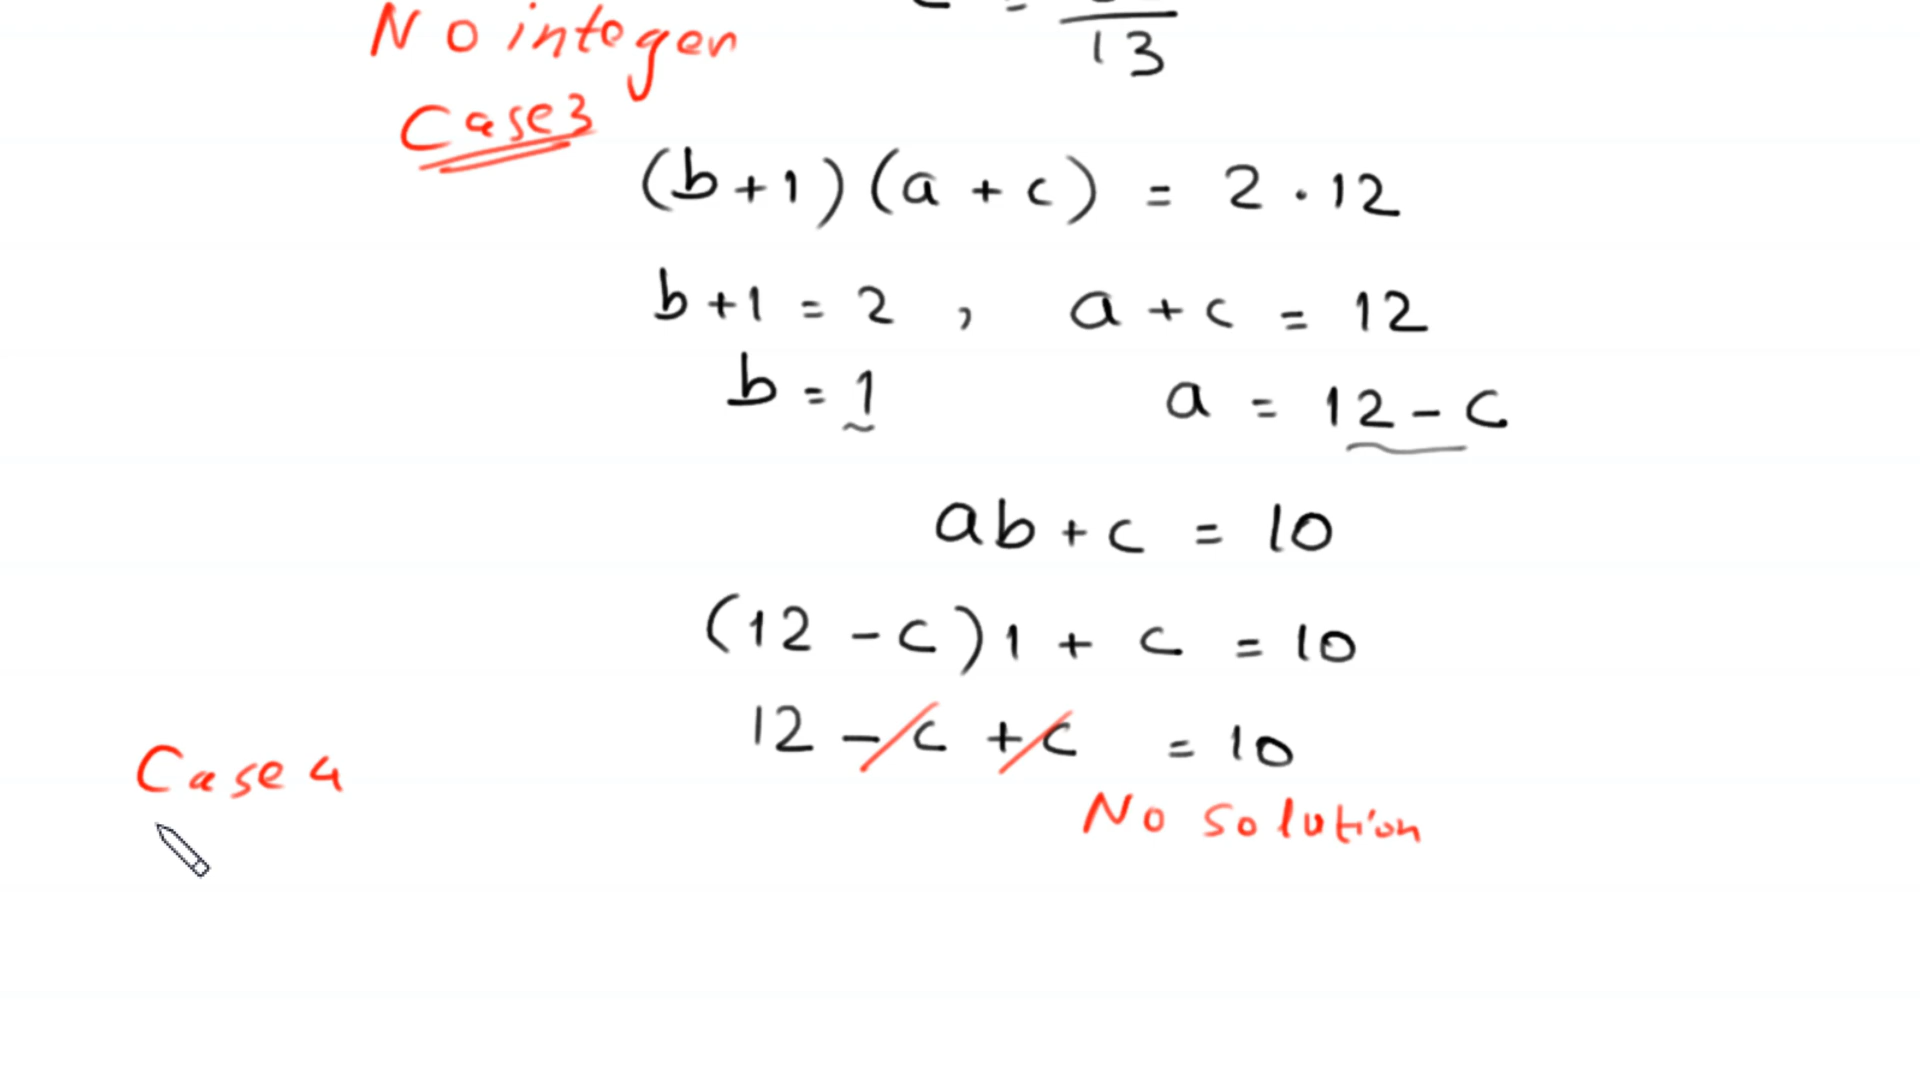 No integer
c = 13
Case3
(b+1)(a + c) = 2 · 12
b+1 = 2 , a + c = 12
b = 1 a = 12 - c
ab + c = 10
(12 - c)1 + c = 10
12 - c + c = 10
Case 4
No solution